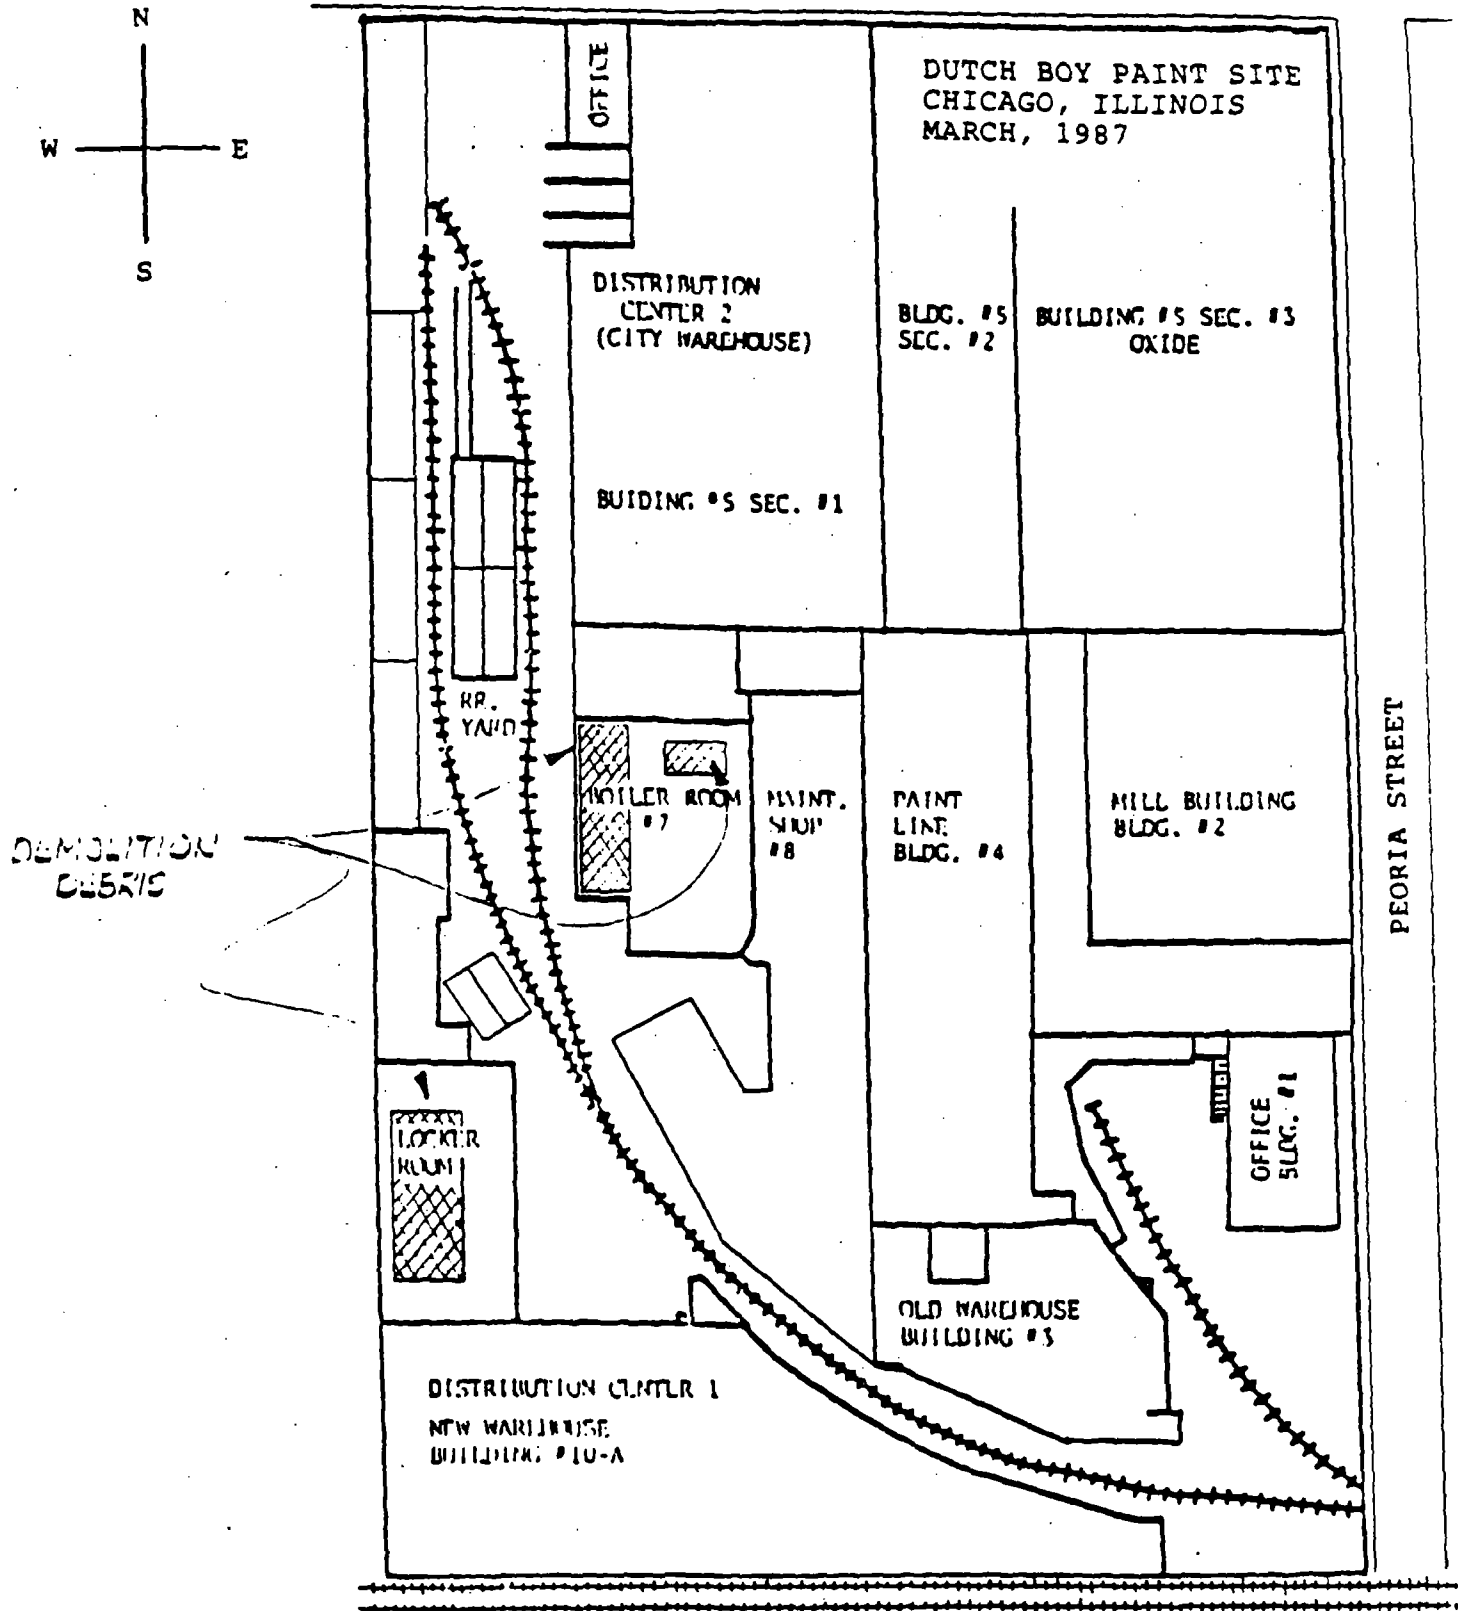 N
W E
S
OFFICE
DUTCH BOY PAINT SITE
CHICAGO, ILLINOIS
MARCH, 1987
DISTRIBUTION
CENTER 2
(CITY WAREHOUSE)
BLDG. #5
SEC. #2
BUILDING #5 SEC. #3
OXIDE
BUIDING #5 SEC. #1
RR.
YARD
BOILER ROOM
#7
MAINT.
SHOP
#8
PAINT
LINE
BLDG. #4
MILL BUILDING
BLDG. #2
PEORIA STREET
DEMOLITION
DEBRIS
LOCKER
ROOM
OFFICE
BLDG. #1
OLD WAREHOUSE
BUILDING #3
DISTRIBUTION CENTER 1
NEW WAREHOUSE
BUILDING #10-A